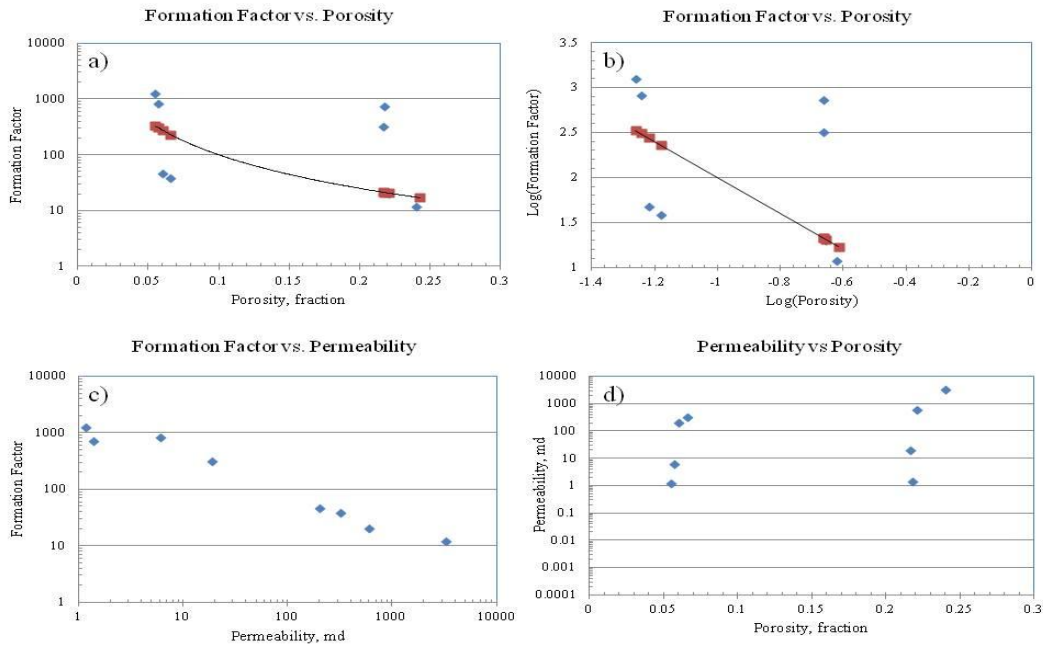 Formation Factor vs. Porosity
a)
10000
1000
100
10
1
0 0.05 0.1 0.15 0.2 0.25 0.3
Formation Factor
Porosity, fraction
Formation Factor vs. Porosity
b)
3.5
3
2.5
2
1.5
1
-1.4 -1.2 -1 -0.8 -0.6 -0.4 -0.2 0
Log(Formation Factor)
Log(Porosity)
Formation Factor vs. Permeability
c)
10000
1000
100
10
1
1 10 100 1000 10000
Formation Factor
Permeability, md
Permeability vs Porosity
d)
10000
1000
100
10
1
0.1
0.01
0.001
0.0001
0 0.05 0.1 0.15 0.2 0.25 0.3
Permeability, md
Porosity, fraction